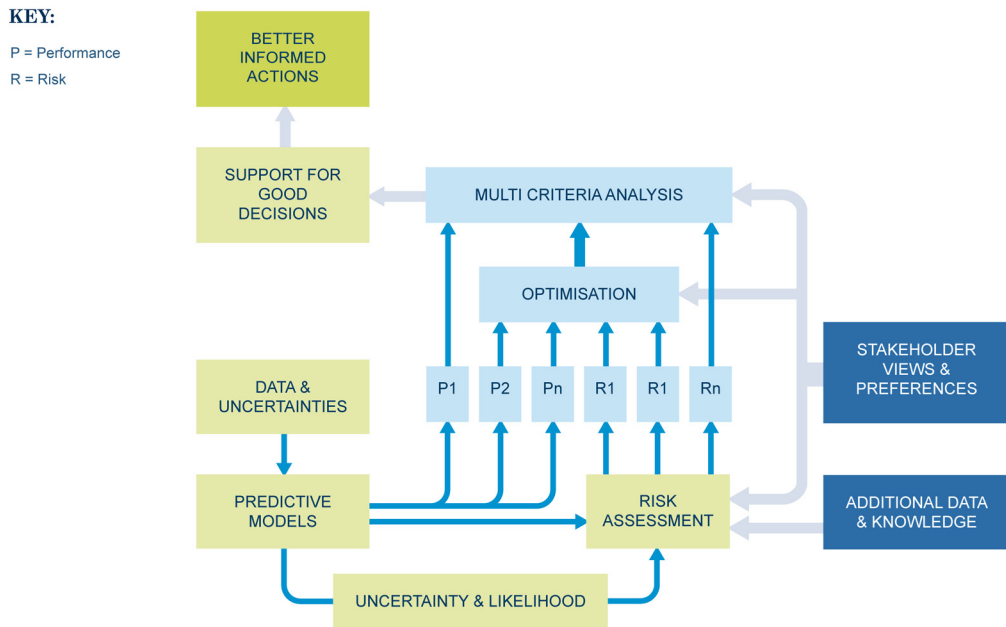 KEY:
P = Performance
R = Risk
BETTER
INFORMED
ACTIONS
SUPPORT FOR
GOOD
DECISIONS
MULTI CRITERIA ANALYSIS
OPTIMISATION
STAKEHOLDER
VIEWS &
PREFERENCES
DATA &
UNCERTAINTIES
P1
P2
Pn
R1
R1
Rn
PREDICTIVE
MODELS
RISK
ASSESSMENT
ADDITIONAL DATA
& KNOWLEDGE
UNCERTAINTY & LIKELIHOOD